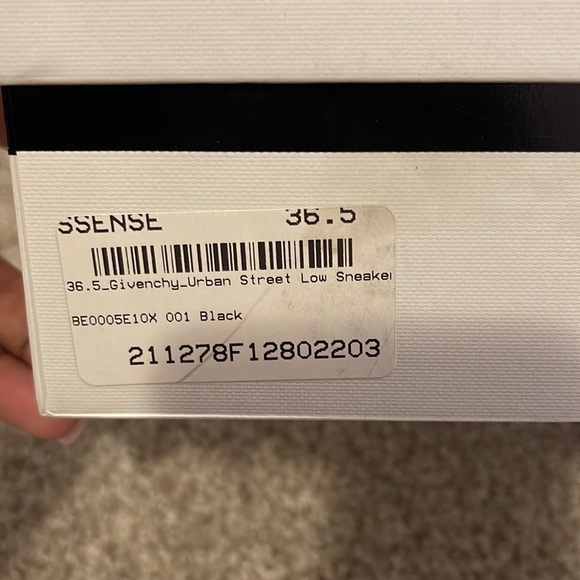 SSENSE 36.5
36.5_Givenchy_Urban Street Low Sneaker
BE0005E10X 001 Black
211278F12802203